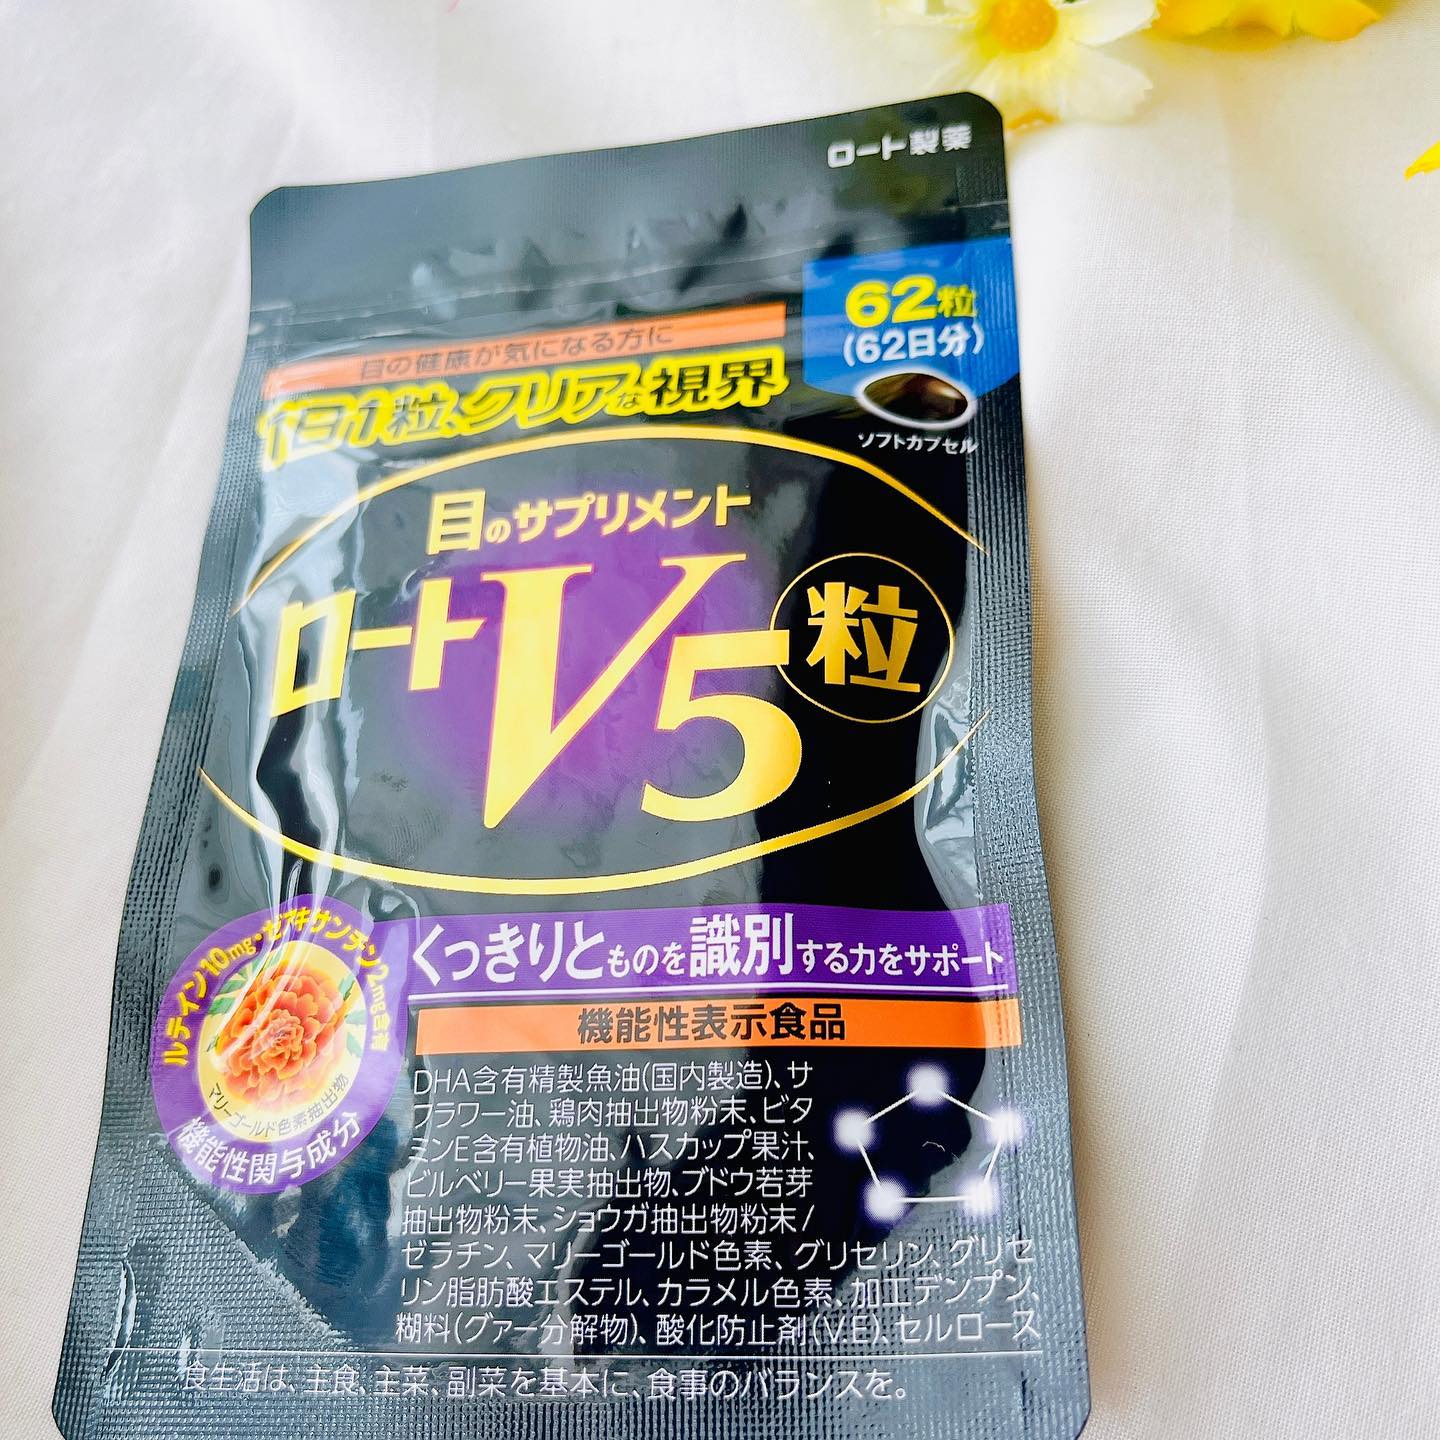 ロート製薬
62粒
(62日分)
ソフトカプセル
目の健康が気になる方に
1日1粒、クリアな視界
目のサプリメント
ロートV5粒
くっきりとものを識別する力をサポート
機能性表示食品
ルテイン10mg・ゼアキサンチン2mg含有
マリーゴールド色素抽出物
機能性関与成分
DHA含有精製魚油(国内製造)、サ
フラワー油、鶏肉抽出物粉末、ビタ
ミンE含有植物油、ハスカップ果汁、
ビルベリー果実抽出物、ブドウ若芽
抽出物粉末、ショウガ抽出物粉末/
ゼラチン、マリーゴールド色素、グリセリン、グリセ
リン脂肪酸エステル、カラメル色素、加工デンプン、
糊料(グァー分解物)、酸化防止剤(V.E)、セルロース
食生活は、主食、主菜、副菜を基本に、食事のバランスを。